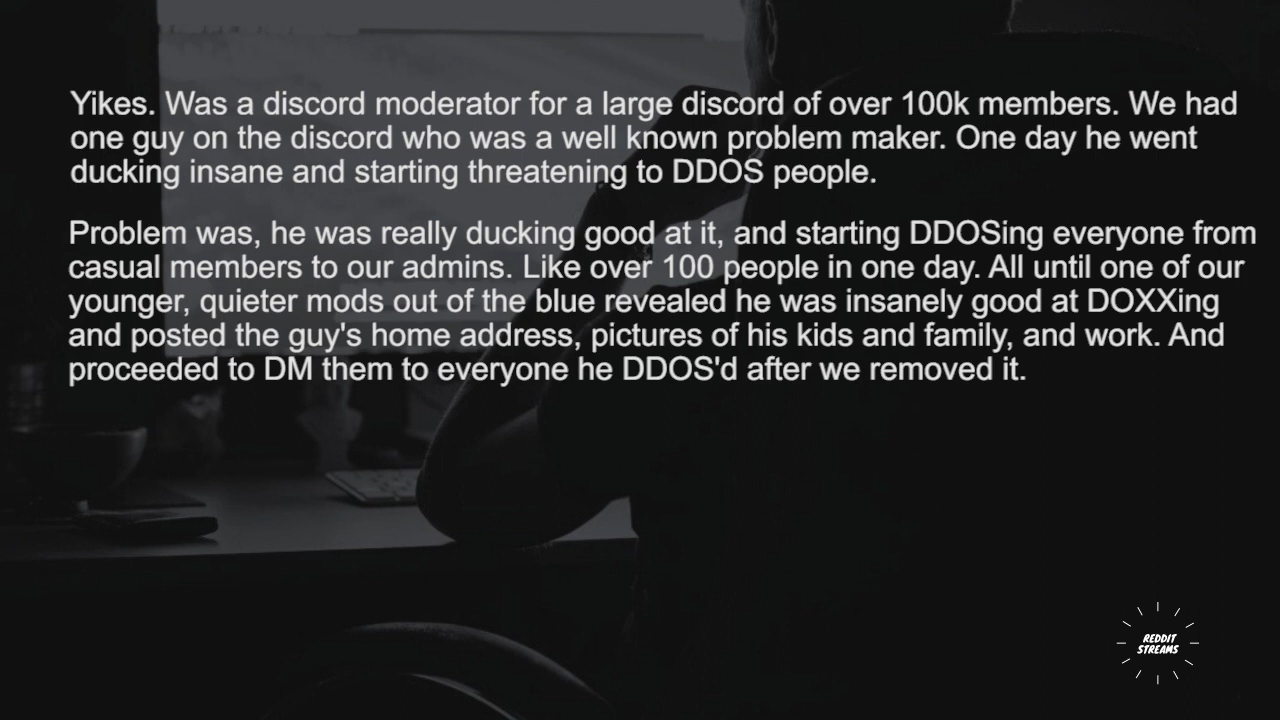 Yikes. Was a discord moderator for a large discord of over 100k members. We had
one guy on the discord who was a well known problem maker. One day he went
ducking insane and starting threatening to DDOS people.
Problem was, he was really ducking good at it, and starting DDOSing everyone from
casual members to our admins. Like over 100 people in one day. All until one of our
younger, quieter mods out of the blue revealed he was insanely good at DOXXing
and posted the guy's home address, pictures of his kids and family, and work. And
proceeded to DM them to everyone he DDOS'd after we removed it.
REDDIT
STREAMS